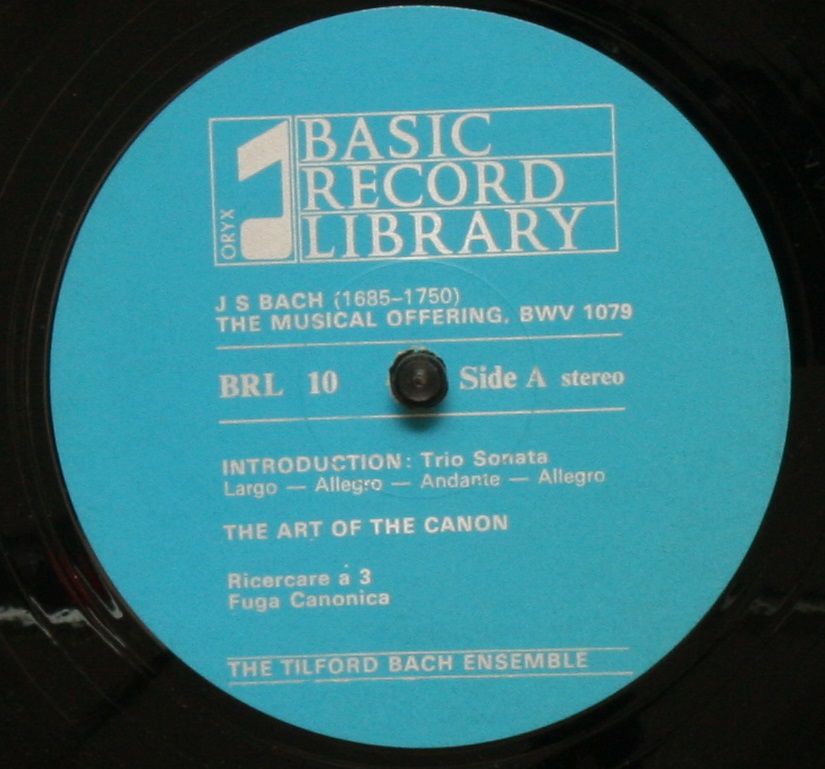 ORYX
BASIC
RECORD
LIBRARY
J S BACH (1685–1750)
THE MUSICAL OFFERING, BWV 1079
BRL 10 Side A stereo
INTRODUCTION: Trio Sonata
Largo — Allegro — Andante — Allegro
THE ART OF THE CANON
Ricercare à 3
Fuga Canonica
THE TILFORD BACH ENSEMBLE